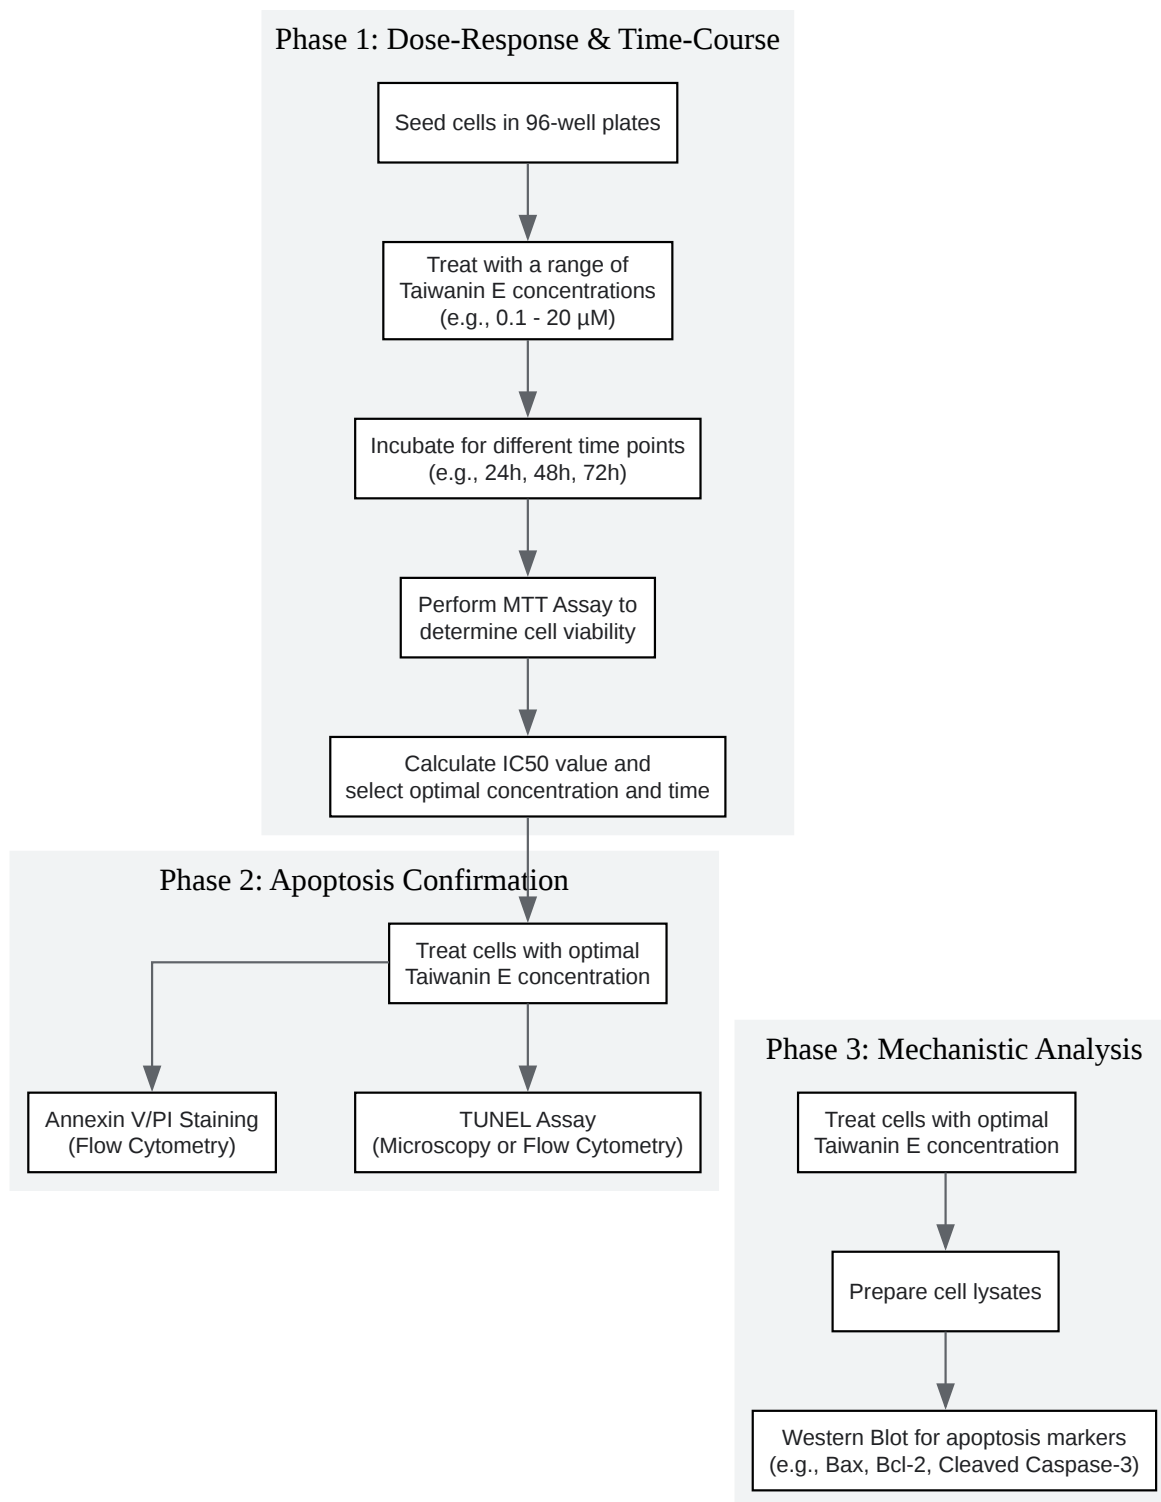 Phase 1: Dose-Response & Time-Course
Seed cells in 96-well plates
Treat with a range of
Taiwanin E concentrations
(e.g., 0.1 - 20 µM)
Incubate for different time points
(e.g., 24h, 48h, 72h)
Perform MTT Assay to
determine cell viability
Calculate IC50 value and
select optimal concentration and time
Phase 2: Apoptosis Confirmation
Treat cells with optimal
Taiwanin E concentration
Annexin V/PI Staining
(Flow Cytometry)
TUNEL Assay
(Microscopy or Flow Cytometry)
Phase 3: Mechanistic Analysis
Treat cells with optimal
Taiwanin E concentration
Prepare cell lysates
Western Blot for apoptosis markers
(e.g., Bax, Bcl-2, Cleaved Caspase-3)